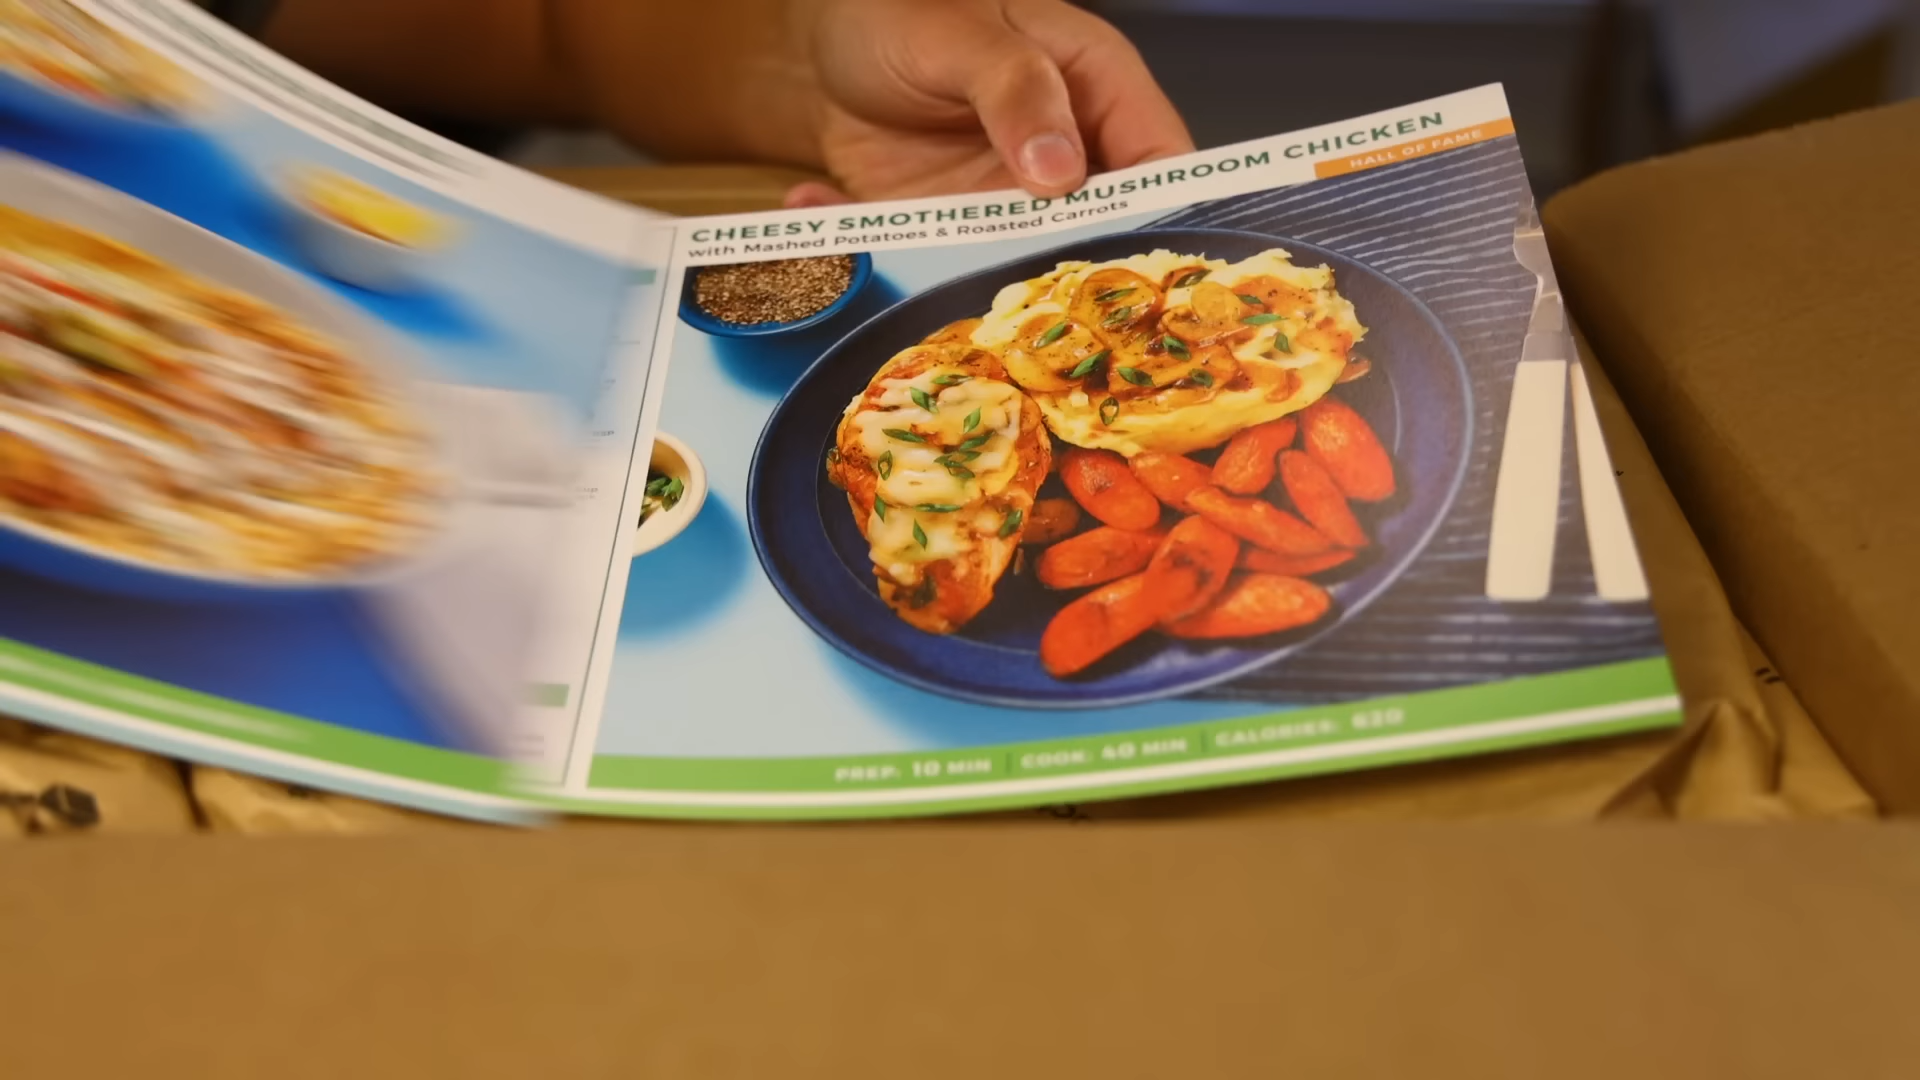 CHEESY SMOTHERED MUSHROOM CHICKEN
with Mashed Potatoes & Roasted Carrots
HALL OF FAME
PREP: 10 MIN | COOK: 40 MIN | CALORIES: 620